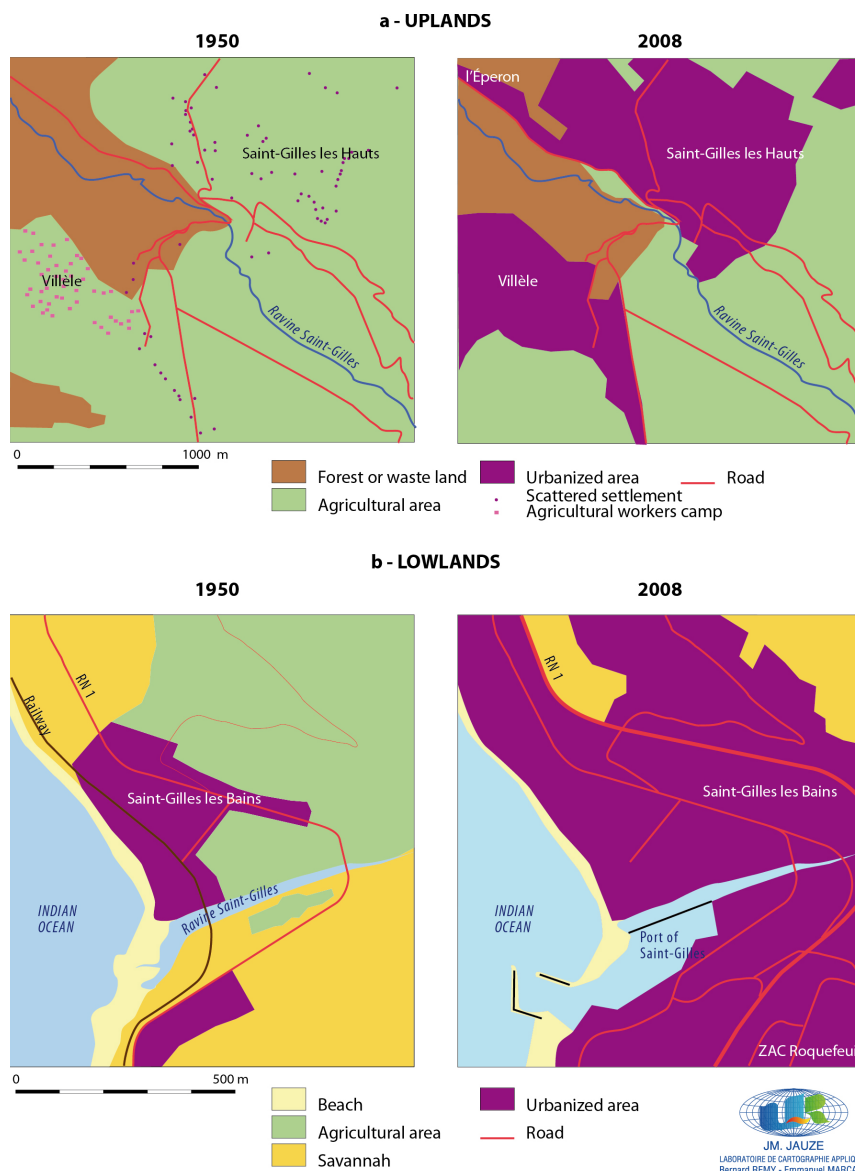 a - UPLANDS
1950
2008
l'Éperon
Saint-Gilles les Hauts
Saint-Gilles les Hauts
Villèle
Villèle
Ravine Saint-Gilles
Ravine Saint-Gilles
0 1000 m
Forest or waste land
Agricultural area
Urbanized area
Scattered settlement
Agricultural workers camp
Road
b - LOWLANDS
1950
2008
Railway
RN 1
RN 1
Saint-Gilles les Bains
Saint-Gilles les Bains
Ravine Saint-Gilles
INDIAN
OCEAN
INDIAN
OCEAN
Port of
Saint-Gilles
ZAC Roquefeui
0 500 m
Beach
Agricultural area
Savannah
Urbanized area
Road
JM. JAUZE
LABORATOIRE DE CARTOGRAPHIE APPLIQ
Bernard REMY - Emmanuel MARCA